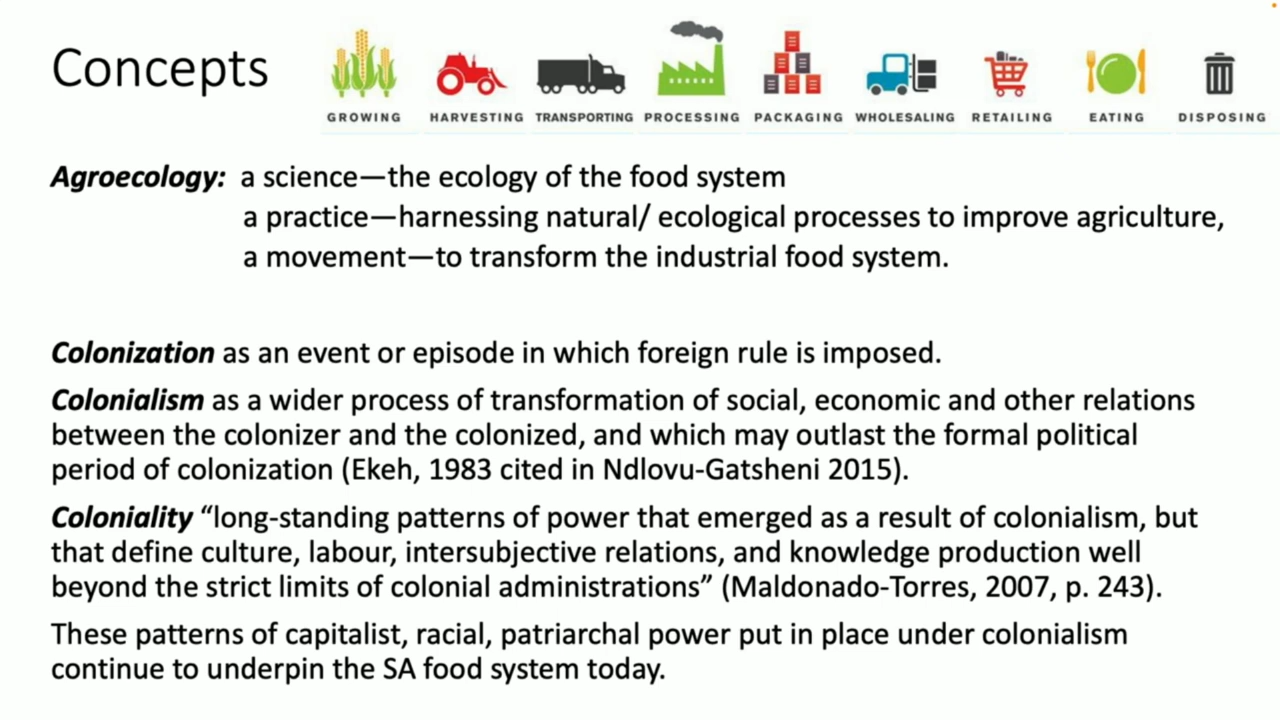 Concepts
GROWING HARVESTING TRANSPORTING PROCESSING PACKAGING WHOLESALING RETAILING EATING DISPOSING
Agroecology: a science—the ecology of the food system
a practice—harnessing natural/ ecological processes to improve agriculture,
a movement—to transform the industrial food system.
Colonization as an event or episode in which foreign rule is imposed.
Colonialism as a wider process of transformation of social, economic and other relations
between the colonizer and the colonized, and which may outlast the formal political
period of colonization (Ekeh, 1983 cited in Ndlovu-Gatsheni 2015).
Coloniality “long-standing patterns of power that emerged as a result of colonialism, but
that define culture, labour, intersubjective relations, and knowledge production well
beyond the strict limits of colonial administrations” (Maldonado-Torres, 2007, p. 243).
These patterns of capitalist, racial, patriarchal power put in place under colonialism
continue to underpin the SA food system today.